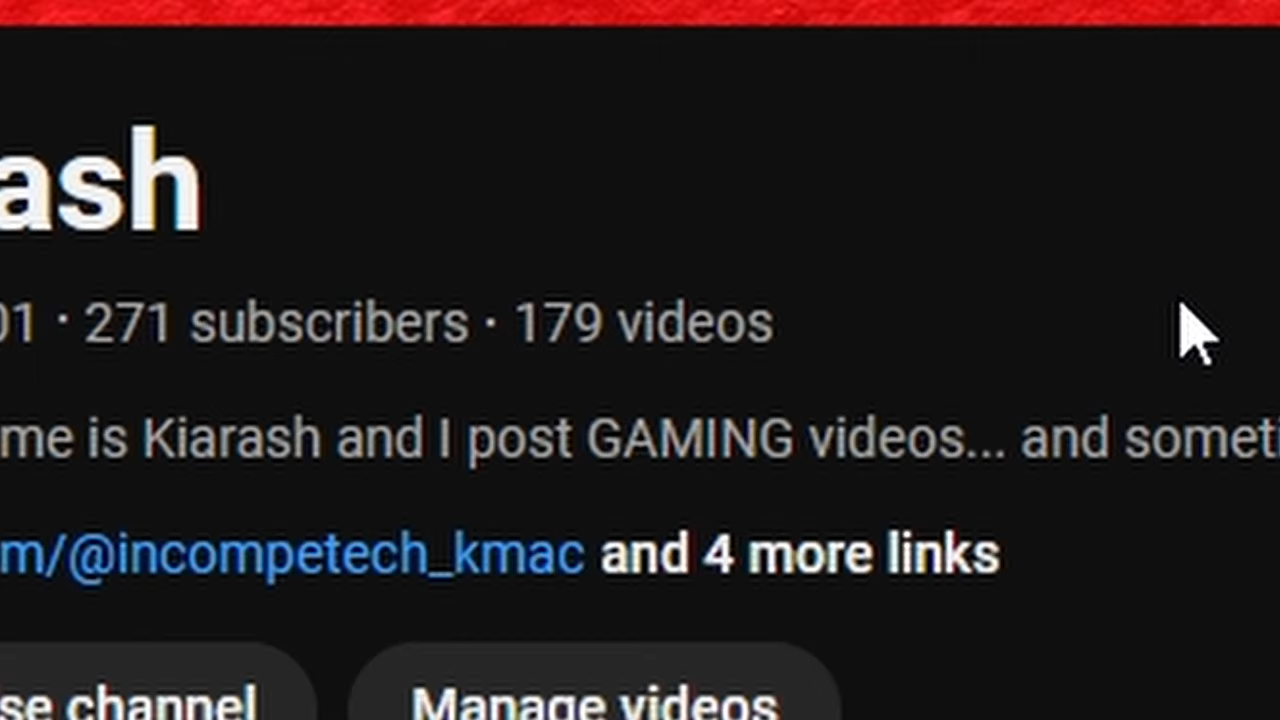 ash
01 · 271 subscribers · 179 videos
me is Kiarash and I post GAMING videos... and someti
m/@incompetech_kmac and 4 more links
se channel Manage videos